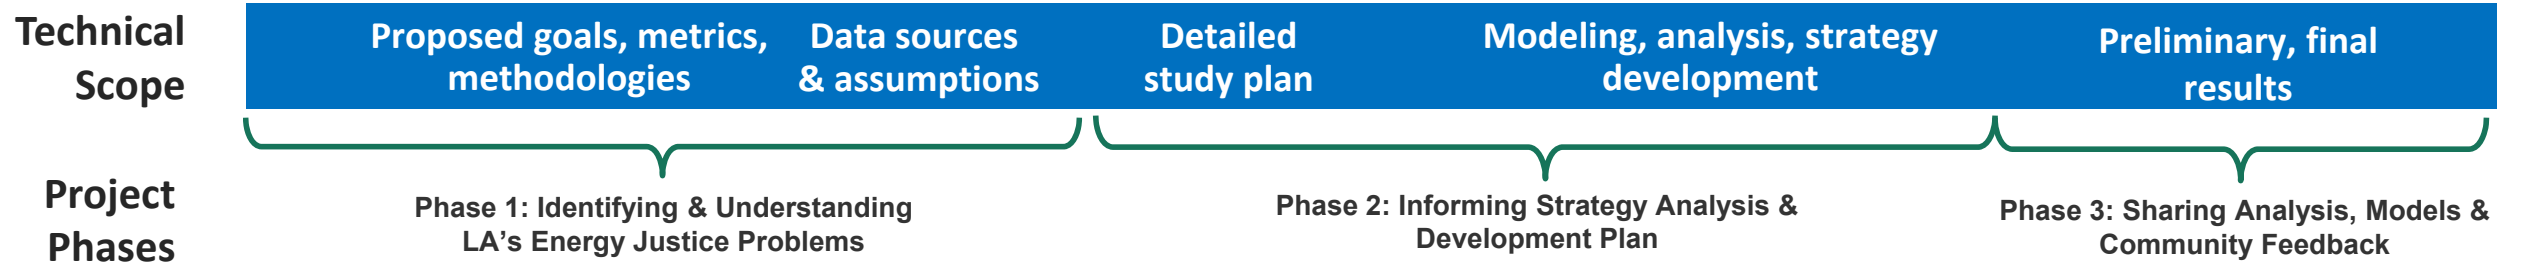 Technical
Scope
Proposed goals, metrics,
methodologies
Data sources
& assumptions
Detailed
study plan
Modeling, analysis, strategy
development
Preliminary, final
results
Project
Phases
Phase 1: Identifying & Understanding
LA's Energy Justice Problems
Phase 2: Informing Strategy Analysis &
Development Plan
Phase 3: Sharing Analysis, Models &
Community Feedback